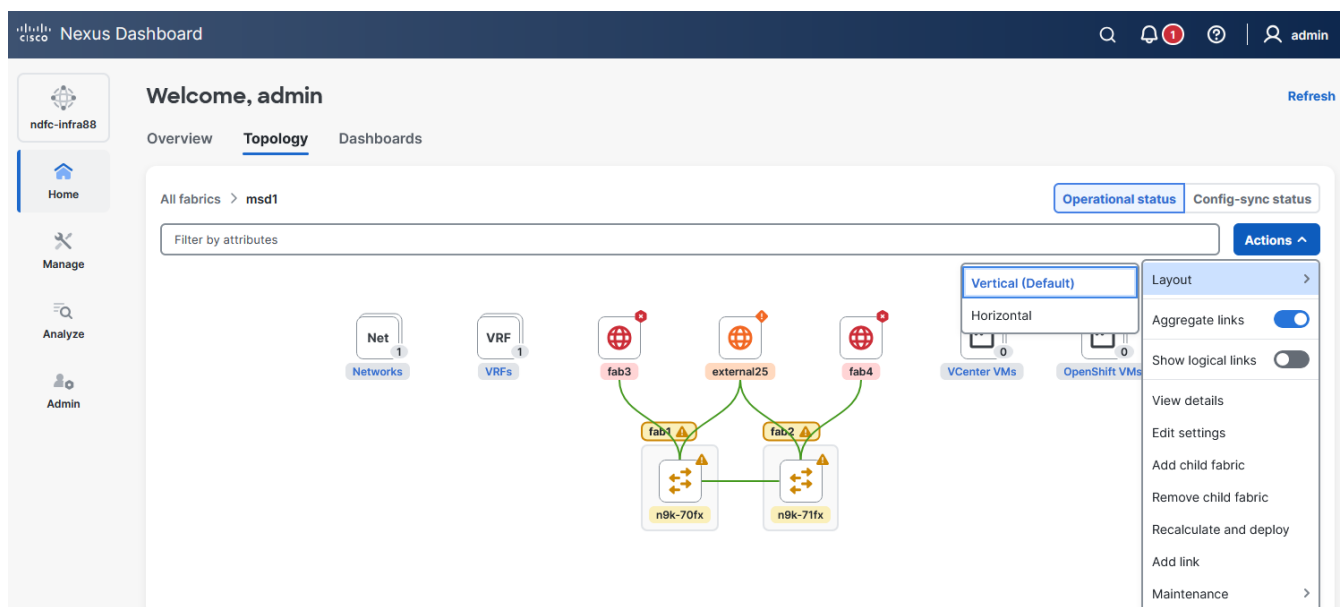 CISCO Nexus Dashboard
1
admin
ndfc-infra88
Home
Manage
Analyze
Admin
Welcome, admin
Refresh
Overview Topology Dashboards
All fabrics > msd1
Operational status Config-sync status
Filter by attributes
Actions
Vertical (Default)
Horizontal
Layout
Aggregate links
Show logical links
View details
Edit settings
Add child fabric
Remove child fabric
Recalculate and deploy
Add link
Maintenance
Net
1
Networks
VRF
1
VRFs
fab3
external25
fab4
0
VCenter VMs
0
OpenShift VMs
fab1
fab2
n9k-70fx
n9k-71fx